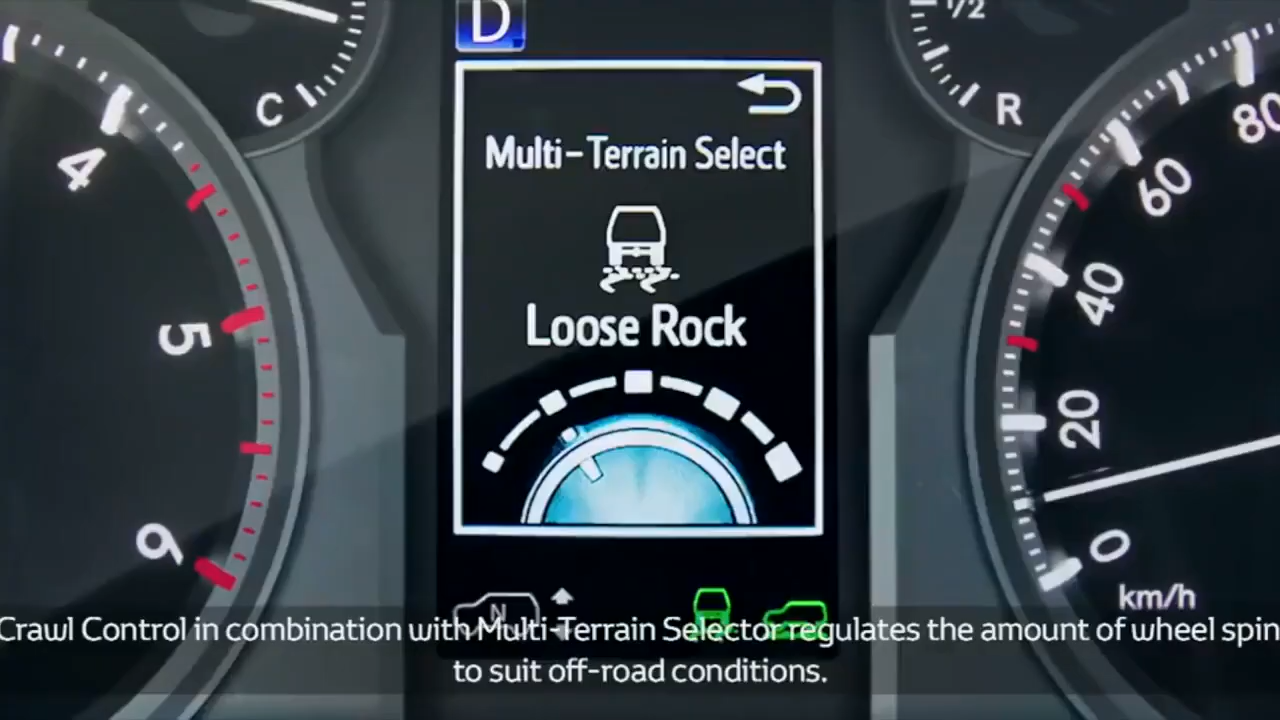 D
C
1/2
R
4
5
6
Multi-Terrain Select
Loose Rock
80
60
40
20
0
km/h
N
Crawl Control in combination with Multi-Terrain Selector regulates the amount of wheel spin
to suit off-road conditions.